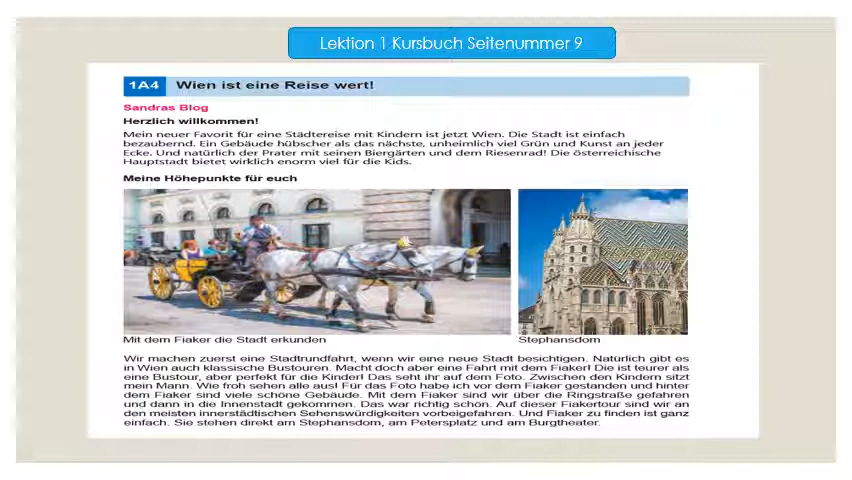 Lektion 1 Kursbuch Seitenummer 9
1A4 Wien ist eine Reise wert!
Sandras Blog
Herzlich willkommen!
Mein neuer Favorit für eine Städtereise mit Kindern ist jetzt Wien. Die Stadt ist einfach
bezaubernd. Ein Gebäude hübscher als das nächste, unheimlich viel Grün und Kunst an jeder
Ecke. Und natürlich der Prater mit seinen Biergärten und dem Riesenrad! Die österreichische
Hauptstadt bietet wirklich enorm viel für die Kids.
Meine Höhepunkte für euch
Mit dem Fiaker die Stadt erkunden
Stephansdom
Wir machen zuerst eine Stadtrundfahrt, wenn wir eine neue Stadt besichtigen. Natürlich gibt es
in Wien auch klassische Bustouren. Macht doch aber eine Fahrt mit dem Fiaker! Die ist teurer als
eine Bustour, aber perfekt für die Kinder! Das seht ihr auf dem Foto. Zwischen den Kindern sitzt
mein Mann. Wie froh sehen alle aus! Für das Foto habe ich vor dem Fiaker gestanden und hinter
dem Fiaker sind viele schöne Gebäude. Mit dem Fiaker sind wir über die Ringstraße gefahren
und dann in die Innenstadt gekommen. Das war richtig schön. Auf dieser Fiakertour sind wir an
den meisten innerstädtischen Sehenswürdigkeiten vorbeigefahren. Und Fiaker zu finden ist ganz
einfach. Sie stehen direkt am Stephansdom, am Petersplatz und am Burgtheater.